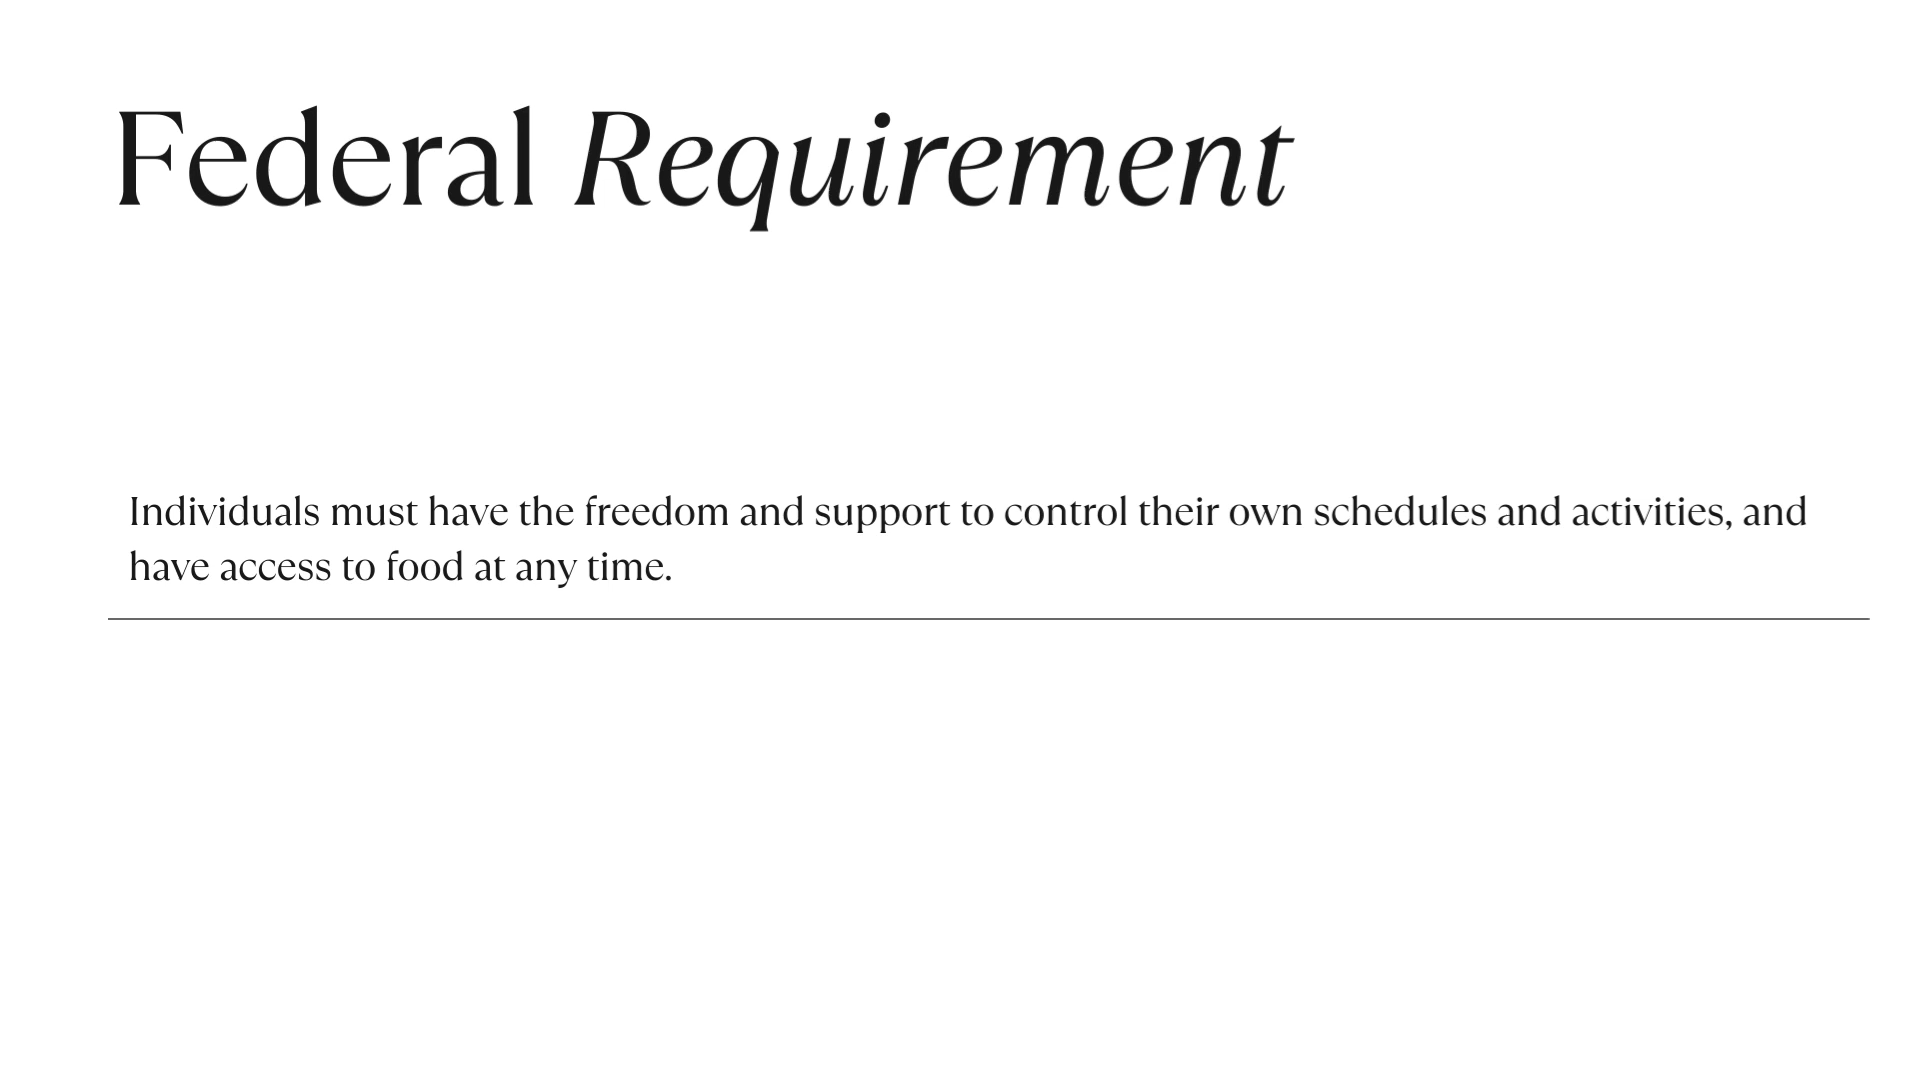 Federal Requirement
Individuals must have the freedom and support to control their own schedules and activities, and
have access to food at any time.